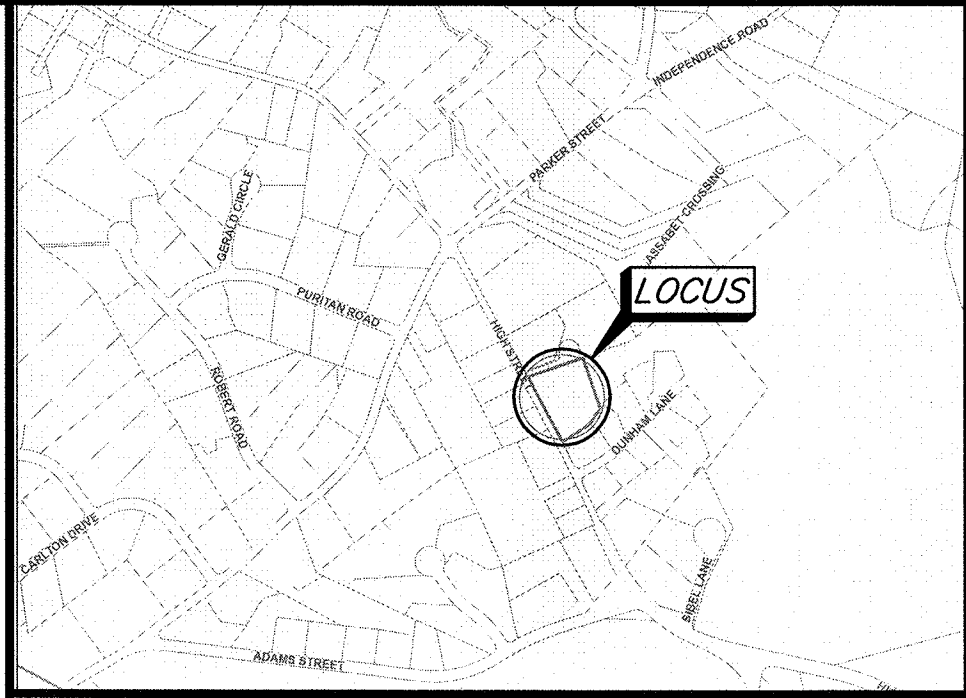 INDEPENDENCE ROAD
PARKER STREET
ASSABET CROSSING
GERALD CIRCLE
LOCUS
PURITAN ROAD
HIGH STREET
ROBERT ROAD
DUNHAM LANE
CARLTON DRIVE
SIBEL LANE
ADAMS STREET